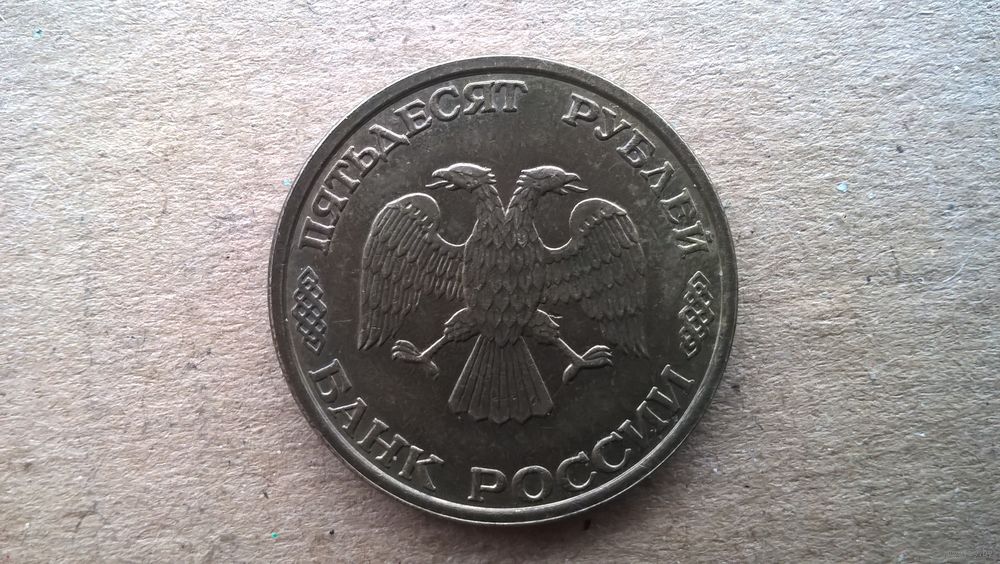 ПЯТЬДЕСЯТ РУБЛЕЙ
БАНК РОССИИ